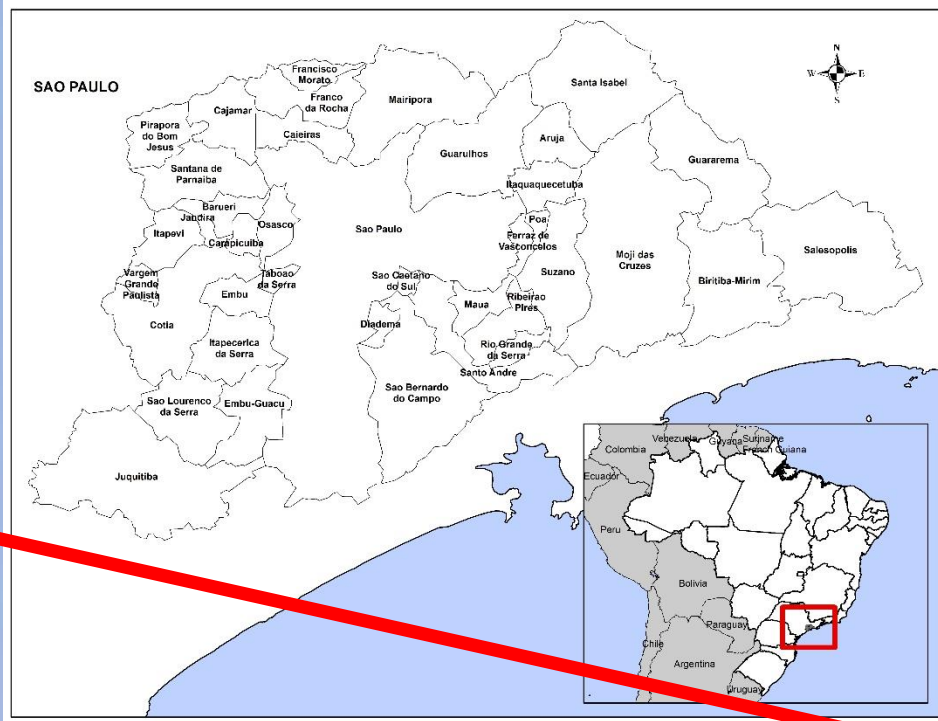 N
W
E
S
SAO PAULO
Francisco
Morato
Santa Isabel
Franco
da Rocha
Mairipora
Cajamar
Pirapora
do Bom
Jesus
Caieiras
Aruja
Guarulhos
Guararema
Santana de
Parnaiba
Itaquaquecetuba
Barueri
Jandira
Itapevi
Carapicuiba
Osasco
Sao Paulo
Poa
Ferraz de
Vasconcelos
Moji das
Cruzes
Salesopolis
Suzano
Vargem
Grande
Paulista
Taboao
da Serra
Sao Caetano
do Sul
Biritiba-Mirim
Embu
Maua
Ribeirao
Pires
Cotia
Diadema
Itapecerica
da Serra
Rio Grande
da Serra
Santo Andre
Sao Bernardo
do Campo
Sao Lourenco
da Serra
Embu-Guacu
Juquitiba
Venezuela
Guyana
Suriname
French Guiana
Colombia
Ecuador
Peru
Bolivia
Paraguay
Chile
Argentina
Uruguay